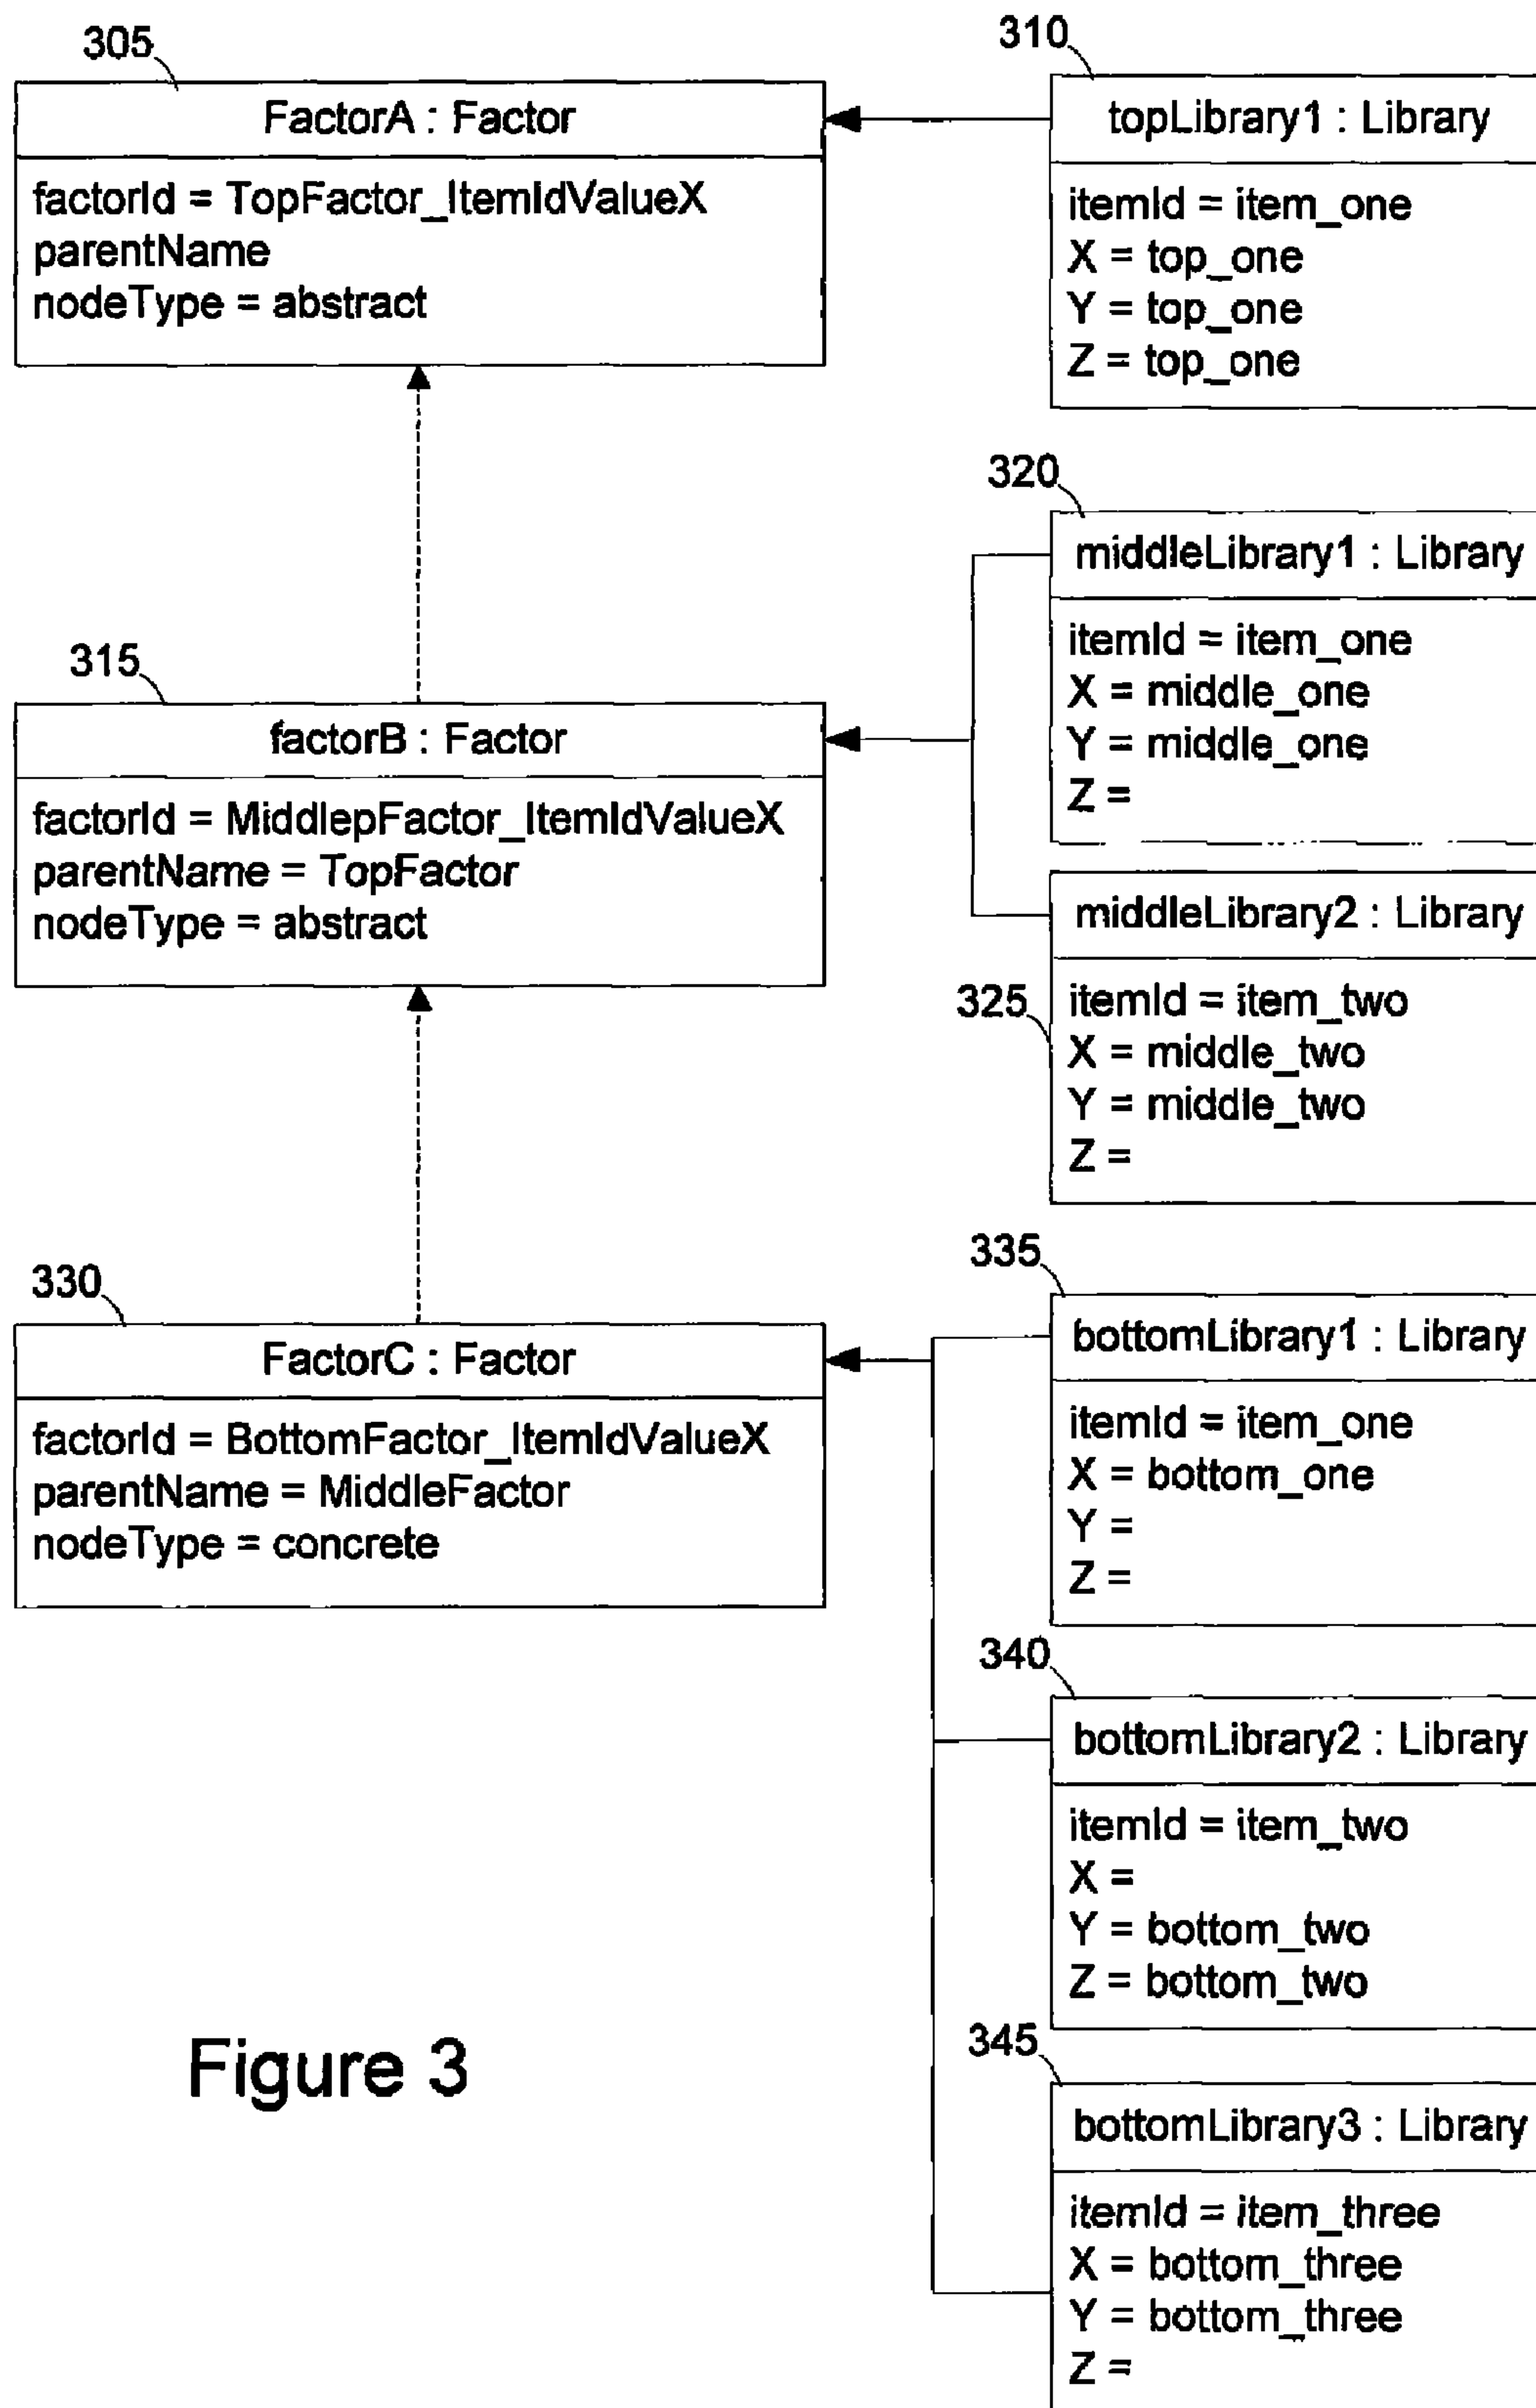 305
FactorA : Factor
factorId = TopFactor_ItemIdValueX
parentName
nodeType = abstract
310
topLibrary1 : Library
itemId = item_one
X = top_one
Y = top_one
Z = top_one
315
factorB : Factor
factorId = MiddlepFactor_ItemIdValueX
parentName = TopFactor
nodeType = abstract
320
middleLibrary1 : Library
itemId = item_one
X = middle_one
Y = middle_one
Z =
middleLibrary2 : Library
325
itemId = item_two
X = middle_two
Y = middle_two
Z =
330
FactorC : Factor
factorId = BottomFactor_ItemIdValueX
parentName = MiddleFactor
nodeType = concrete
335
bottomLibrary1 : Library
itemId = item_one
X = bottom_one
Y =
Z =
340
bottomLibrary2 : Library
itemId = item_two
X =
Y = bottom_two
Z = bottom_two
345
bottomLibrary3 : Library
itemId = item_three
X = bottom_three
Y = bottom_three
Z =
Figure 3